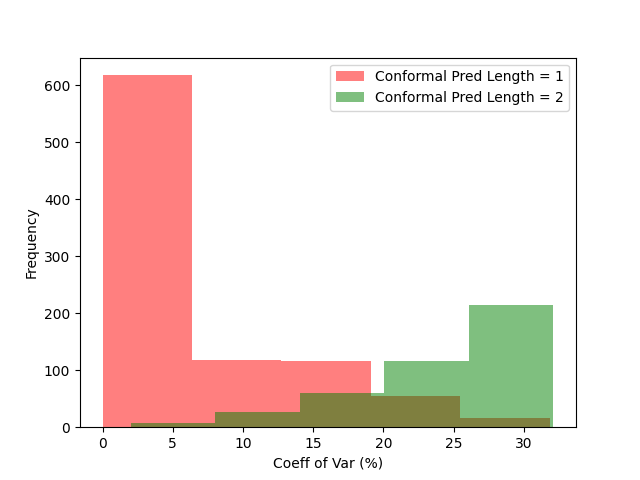 Conformal Pred Length = 1
Conformal Pred Length = 2
600
500
400
300
200
100
0
Frequency
0 5 10 15 20 25 30
Coeff of Var (%)